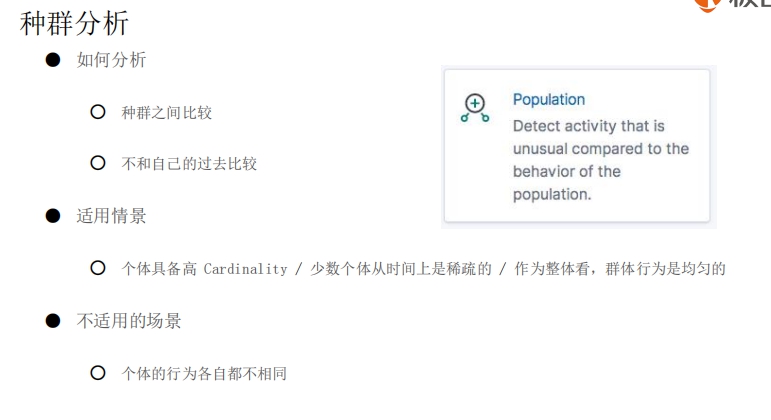 种群分析
如何分析
种群之间比较
不和自己的过去比较
Population
Detect activity that is
unusual compared to the
behavior of the
population.
适用情景
个体具备高 Cardinality / 少数个体从时间上是稀疏的 / 作为整体看，群体行为是均匀的
不适用的场景
个体的行为各自都不相同